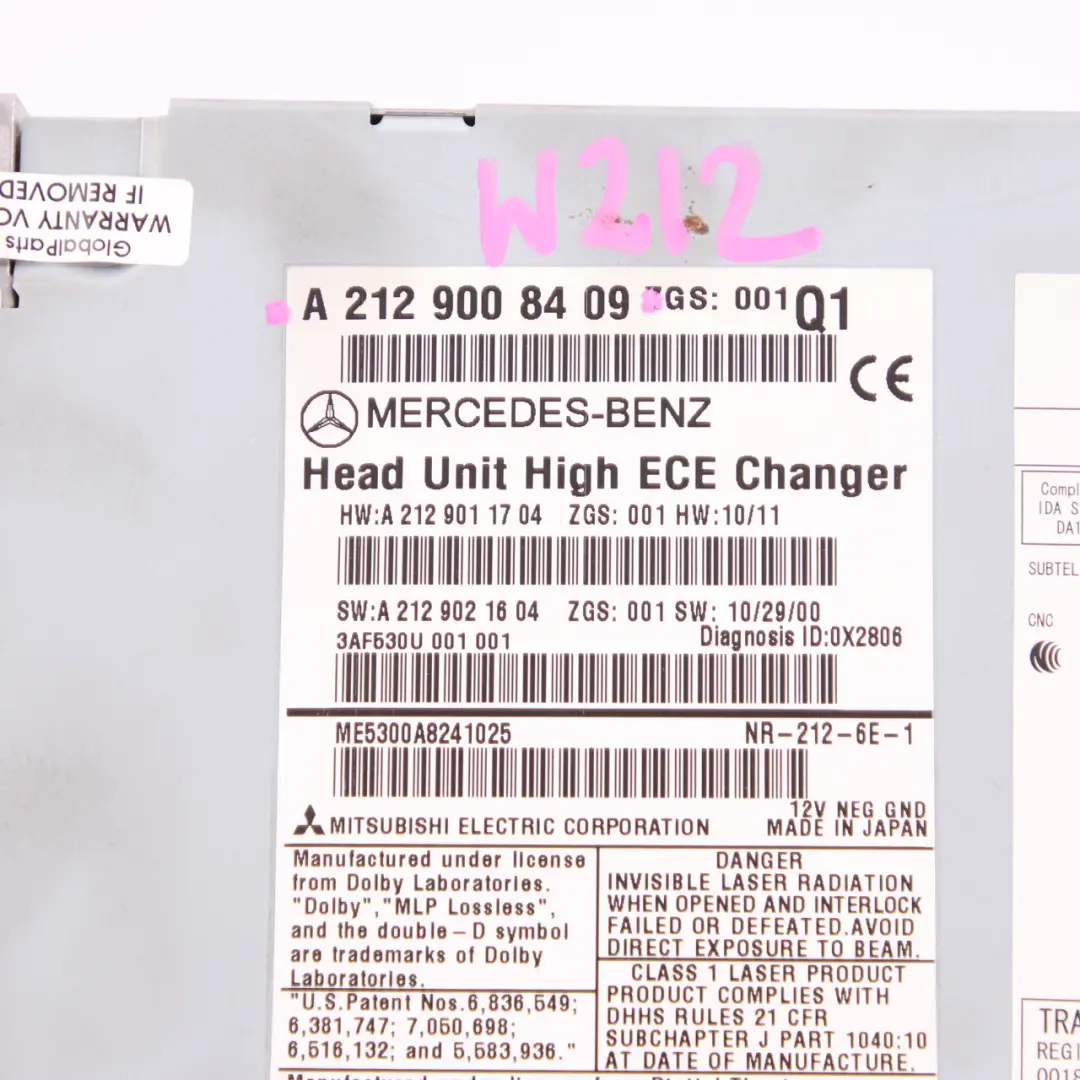 W212
GlobalParts
WARRANTY VO
IF REMOVED
A 212 900 84 09 ZGS: 001 Q1
CE
MERCEDES-BENZ
Head Unit High ECE Changer
HW:A 212 901 17 04 ZGS: 001 HW:10/11
SW:A 212 902 16 04 ZGS: 001 SW: 10/29/00
3AF530U 001 001 Diagnosis ID:0X2806
ME5300A8241025 NR-212-6E-1
12V NEG GND
MITSUBISHI ELECTRIC CORPORATION MADE IN JAPAN
Manufactured under license
from Dolby Laboratories.
"Dolby","MLP Lossless",
and the double-D symbol
are trademarks of Dolby
Laboratories.
"U.S.Patent Nos.6,836,549;
6,381,747; 7,050,698;
6,516,132; and 5,583,936."
DANGER
INVISIBLE LASER RADIATION
WHEN OPENED AND INTERLOCK
FAILED OR DEFEATED.AVOID
DIRECT EXPOSURE TO BEAM.
CLASS 1 LASER PRODUCT
PRODUCT COMPLIES WITH
DHHS RULES 21 CFR
SUBCHAPTER J PART 1040:10
AT DATE OF MANUFACTURE.
Compl
IDA S
DA1
SUBTEL
CNC
TRA
REGI
0018